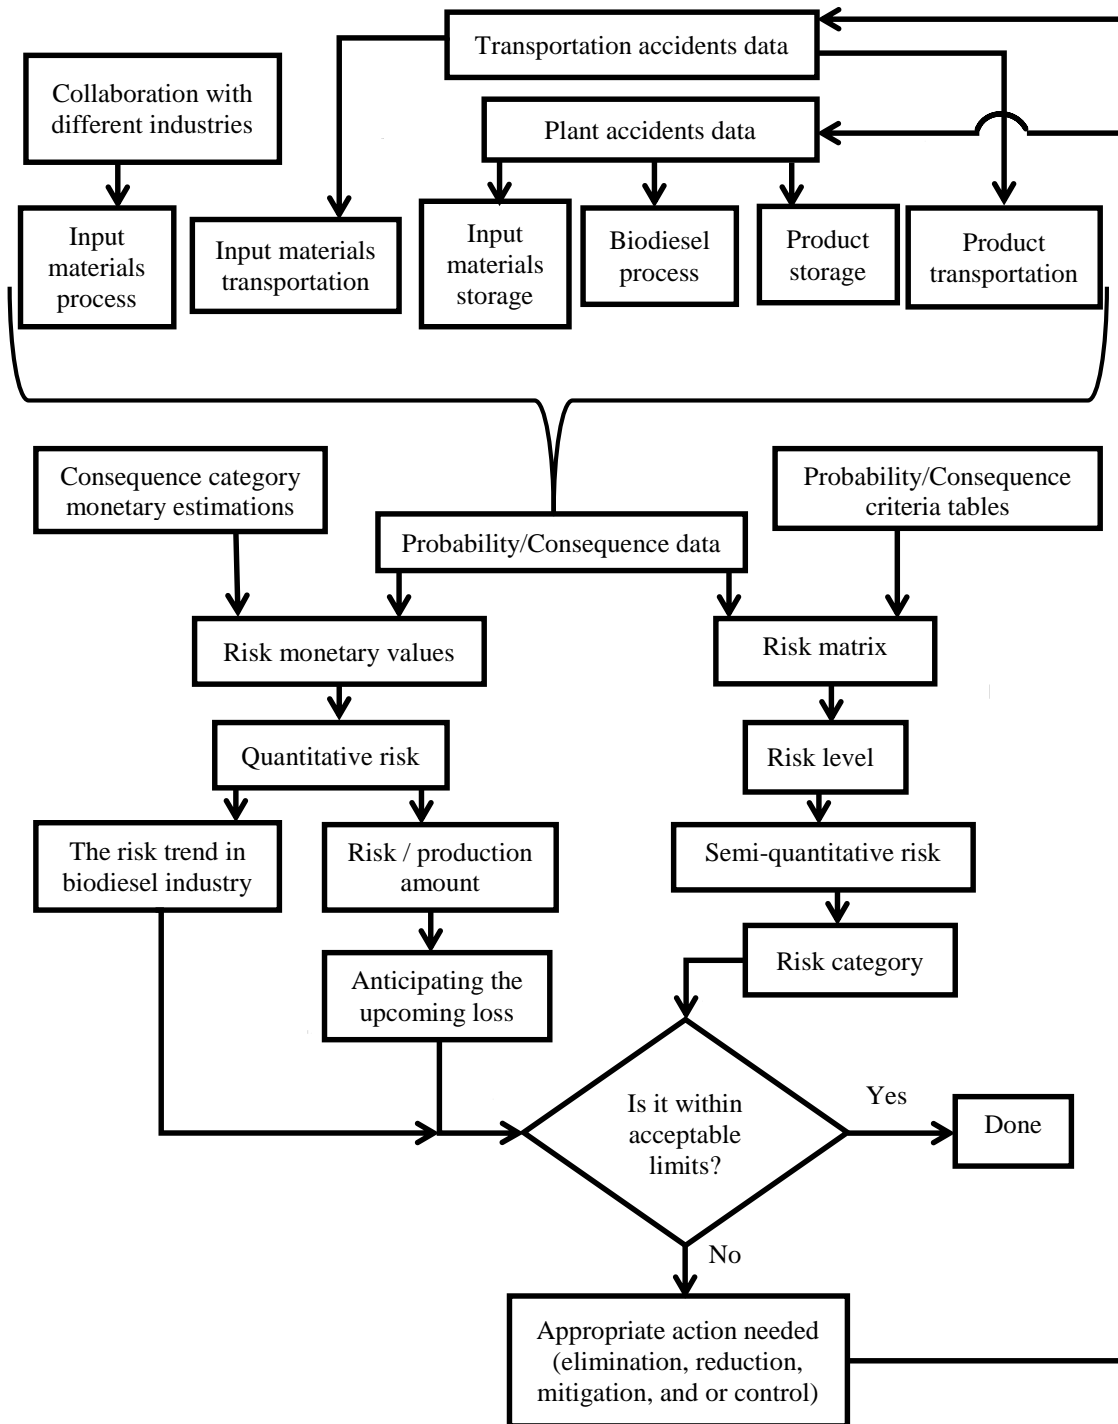 Transportation accidents data
Collaboration with
different industries
Plant accidents data
Input
materials
process
Input materials
transportation
Input
materials
storage
Biodiesel
process
Product
storage
Product
transportation
Consequence category
monetary estimations
Probability/Consequence
criteria tables
Probability/Consequence data
Risk monetary values
Risk matrix
Quantitative risk
Risk level
The risk trend in
biodiesel industry
Risk / production
amount
Semi-quantitative risk
Risk category
Anticipating the
upcoming loss
Is it within
acceptable
limits?
Yes
Done
No
Appropriate action needed
(elimination, reduction,
mitigation, and or control)